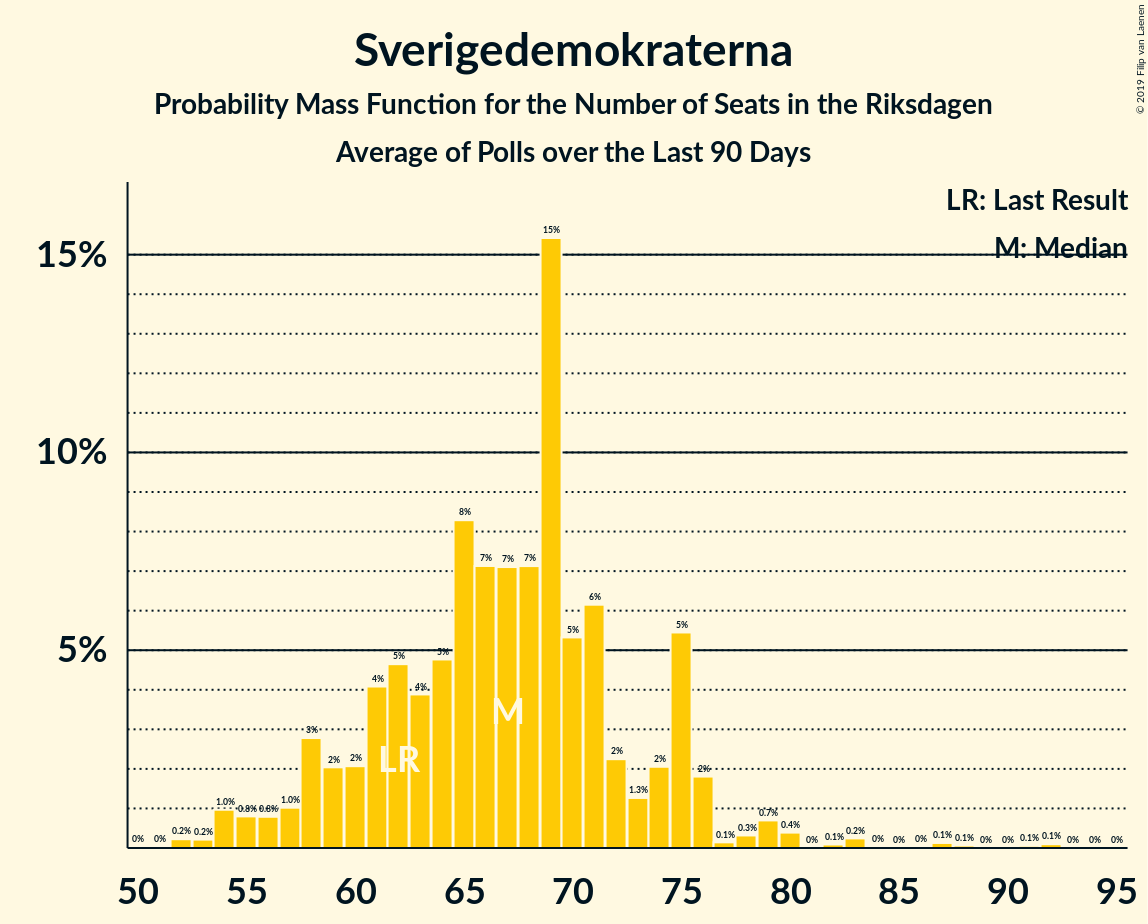 Sverigedemokraterna
Probability Mass Function for the Number of Seats in the Riksdagen
Average of Polls over the Last 90 Days
© 2019 Filip van Laenen
LR: Last Result
M: Median
15%
10%
5%
0% 0% 0.2% 0.2% 1.0% 0.8% 0.8% 1.0% 3% 2% 2% 4% 5% 4% 5% 8% 7% 7% 7% 15% 5% 6% 2% 1.3% 2% 5% 2% 0.1% 0.3% 0.7% 0.4% 0% 0.1% 0.2% 0% 0% 0% 0.1% 0.1% 0% 0% 0.1% 0.1% 0% 0% 0%
LR
M
50 55 60 65 70 75 80 85 90 95